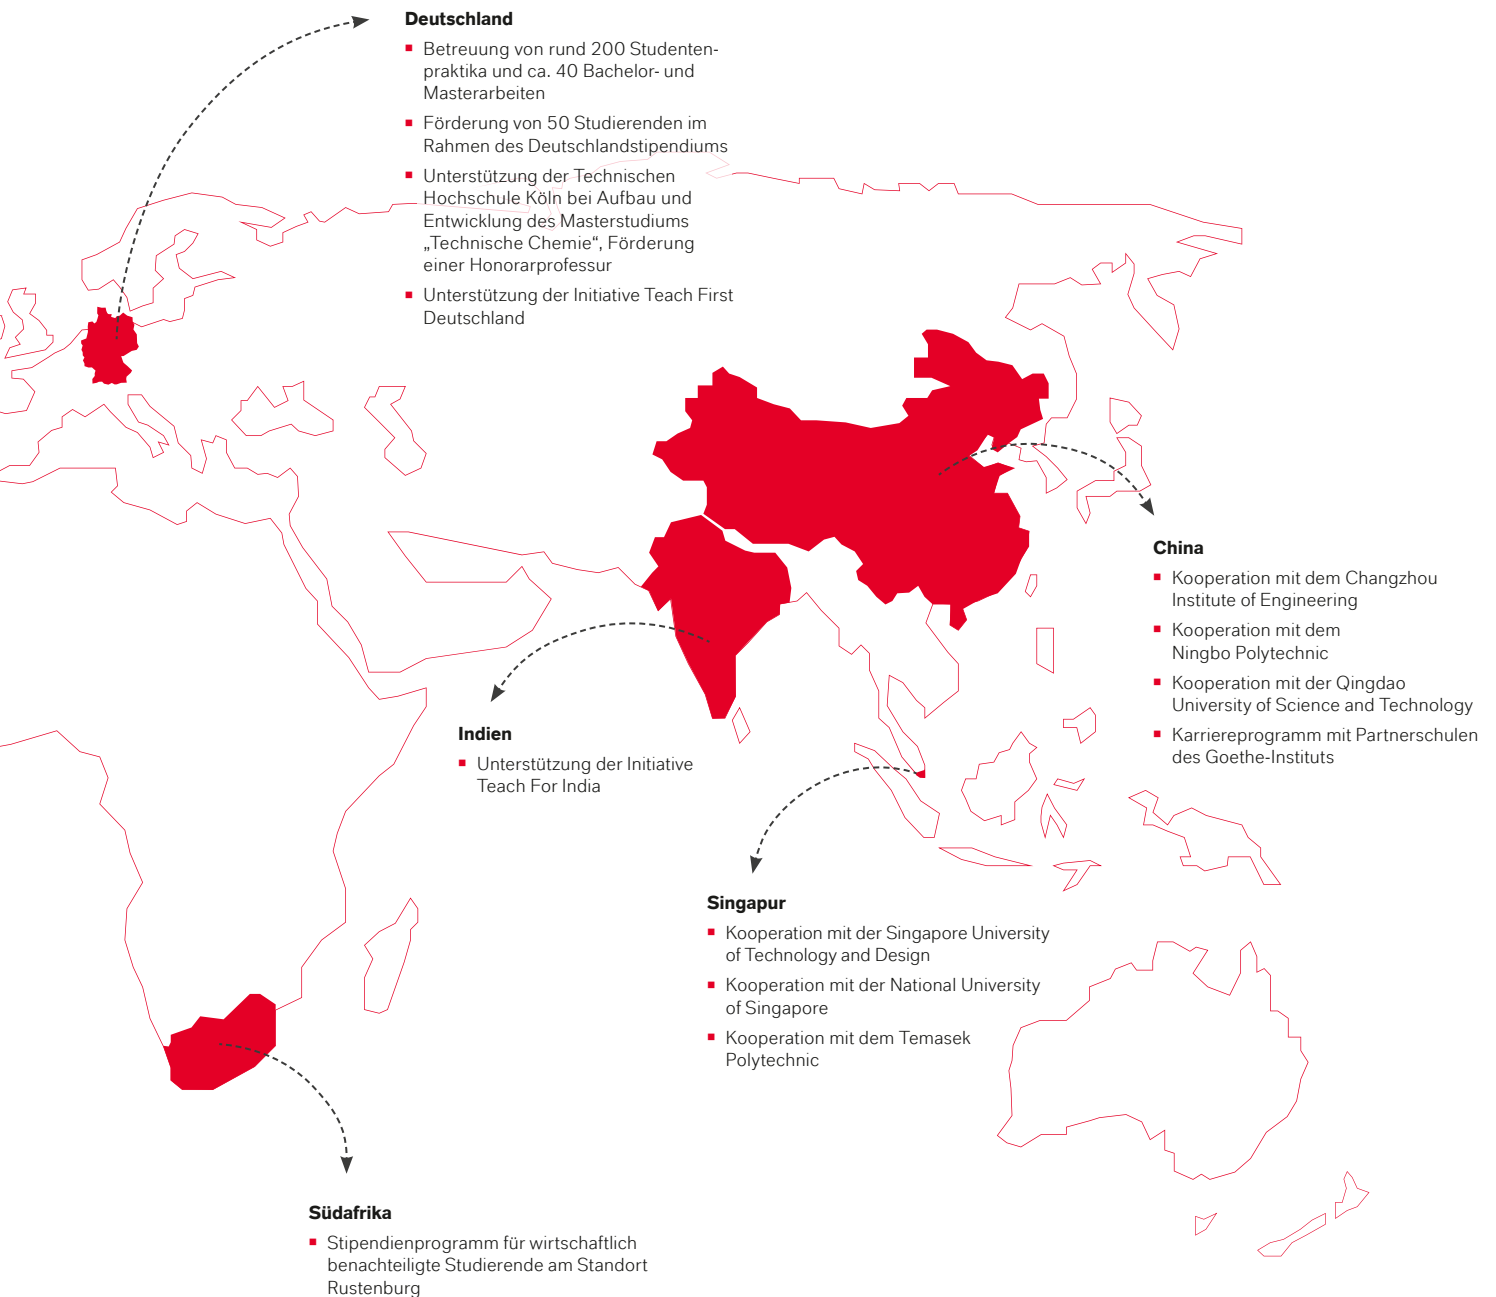 Deutschland
▪ Betreuung von rund 200 Studenten-
praktika und ca. 40 Bachelor- und
Masterarbeiten
▪ Förderung von 50 Studierenden im
Rahmen des Deutschlandstipendiums
▪ Unterstützung der Technischen
Hochschule Köln bei Aufbau und
Entwicklung des Masterstudiums
„Technische Chemie“, Förderung
einer Honorarprofessur
▪ Unterstützung der Initiative Teach First
Deutschland
China
▪ Kooperation mit dem Changzhou
Institute of Engineering
▪ Kooperation mit dem
Ningbo Polytechnic
▪ Kooperation mit der Qingdao
University of Science and Technology
▪ Karriereprogramm mit Partnerschulen
des Goethe-Instituts
Indien
▪ Unterstützung der Initiative
Teach For India
Singapur
▪ Kooperation mit der Singapore University
of Technology and Design
▪ Kooperation mit der National University
of Singapore
▪ Kooperation mit dem Temasek
Polytechnic
Südafrika
▪ Stipendienprogramm für wirtschaftlich
benachteiligte Studierende am Standort
Rustenburg